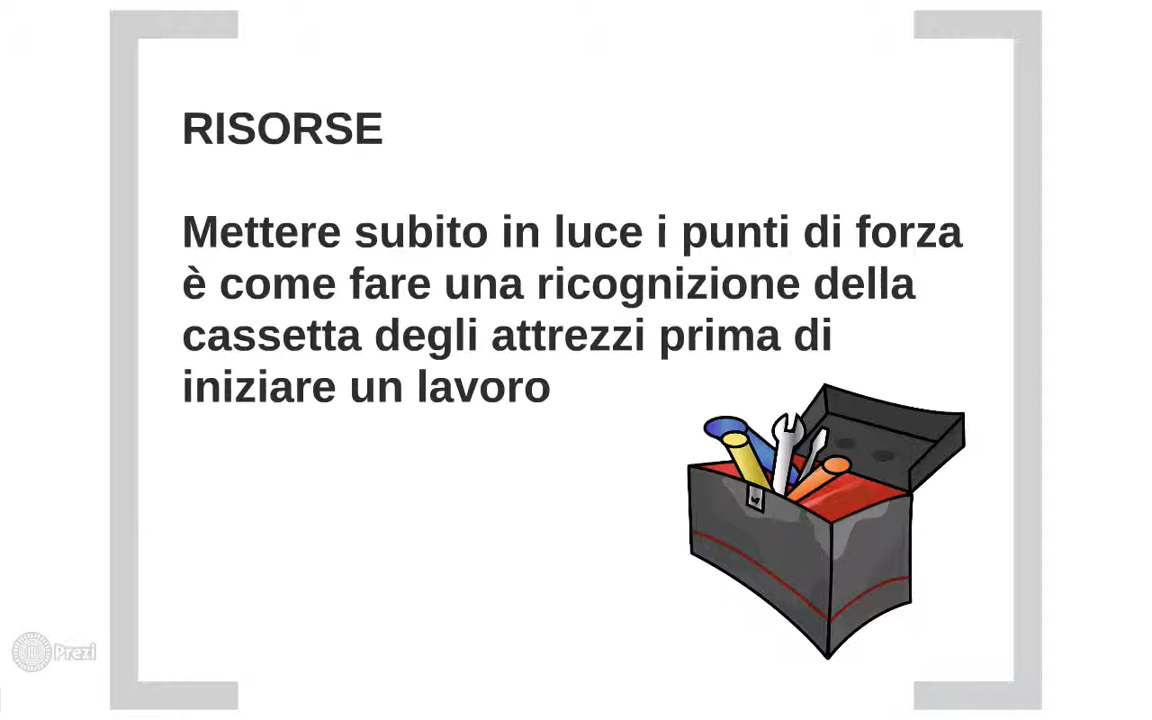 RISORSE
Mettere subito in luce i punti di forza
è come fare una ricognizione della
cassetta degli attrezzi prima di
iniziare un lavoro
Prezi